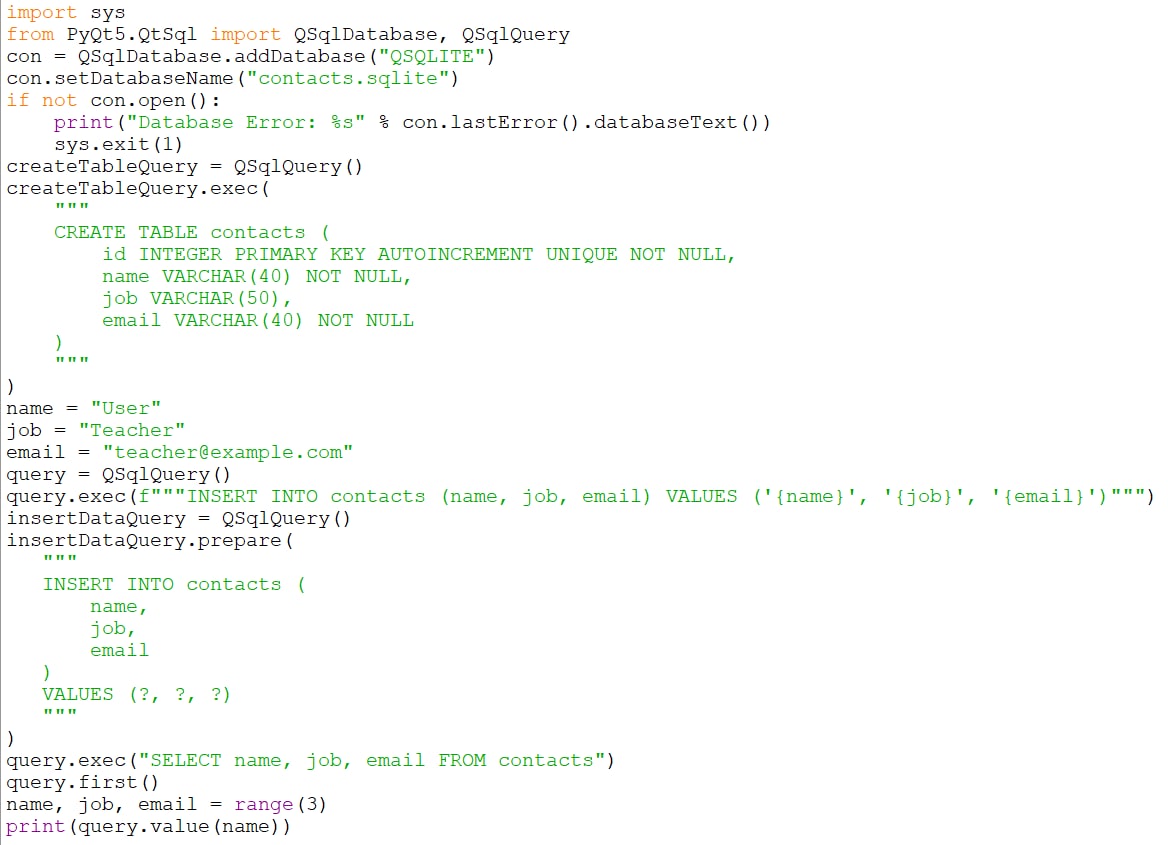 import sys
from PyQt5.QtSql import QSqlDatabase, QSqlQuery
con = QSqlDatabase.addDatabase("QSQLITE")
con.setDatabaseName("contacts.sqlite")
if not con.open():
    print("Database Error: %s" % con.lastError().databaseText())
    sys.exit(1)
createTableQuery = QSqlQuery()
createTableQuery.exec(
    """
    CREATE TABLE contacts (
        id INTEGER PRIMARY KEY AUTOINCREMENT UNIQUE NOT NULL,
        name VARCHAR(40) NOT NULL,
        job VARCHAR(50),
        email VARCHAR(40) NOT NULL
    )
    """
)
name = "User"
job = "Teacher"
email = "teacher@example.com"
query = QSqlQuery()
query.exec(f"""INSERT INTO contacts (name, job, email) VALUES ('{name}', '{job}', '{email}')""")
insertDataQuery = QSqlQuery()
insertDataQuery.prepare(
   """
   INSERT INTO contacts (
       name,
       job,
       email
   )
   VALUES (?, ?, ?)
   """
)
query.exec("SELECT name, job, email FROM contacts")
query.first()
name, job, email = range(3)
print(query.value(name))